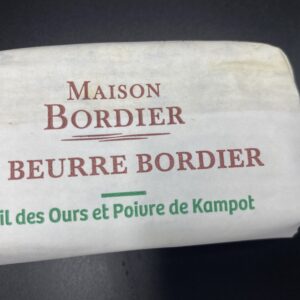 MAISON
BORDIER
BEURRE BORDIER
il des Ours et Poivre de Kampot